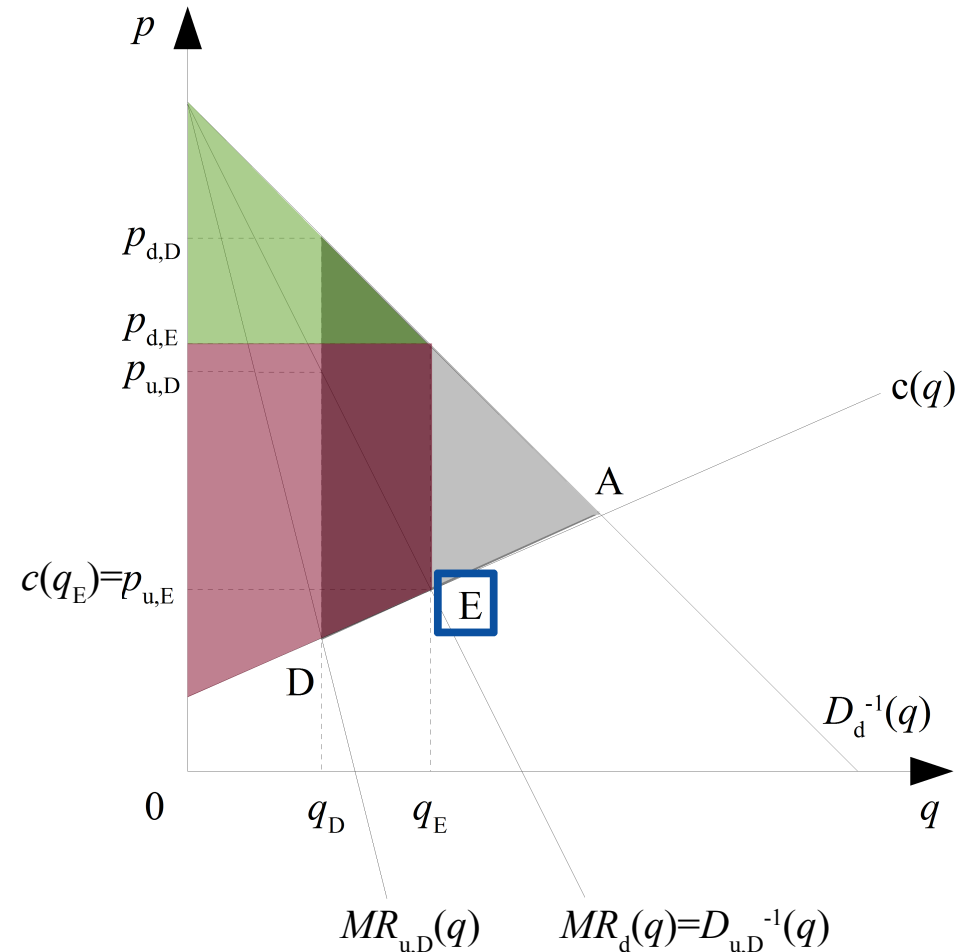 p
p_d,D
p_d,E
p_u,D
c(q)
A
c(q_E)=p_u,E
E
D
D_d^-1(q)
0
q_D
q_E
q
MR_u,D(q)
MR_d(q)=D_u,D^-1(q)